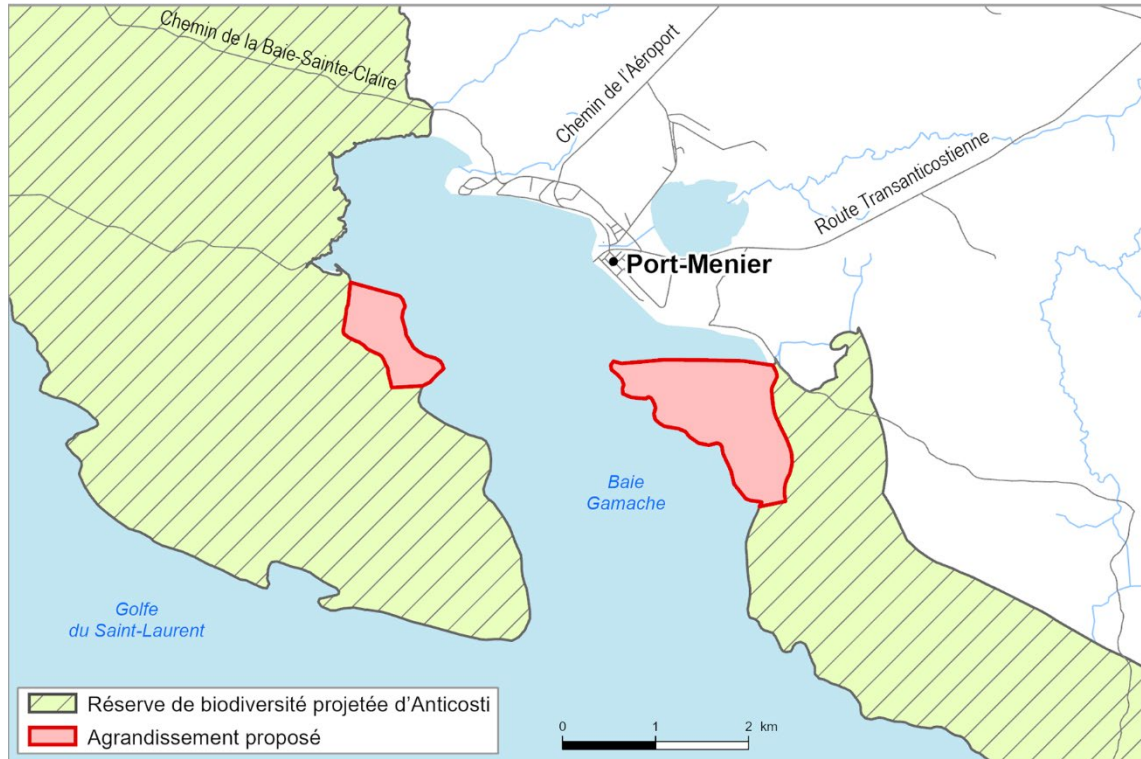 Chemin de la Baie-Sainte-Claire
Chemin de l'Aéroport
Route Transanticostienne
Port-Menier
Baie
Gamache
Golfe
du Saint-Laurent
Réserve de biodiversité projetée d'Anticosti
Agrandissement proposé
0 1 2 km